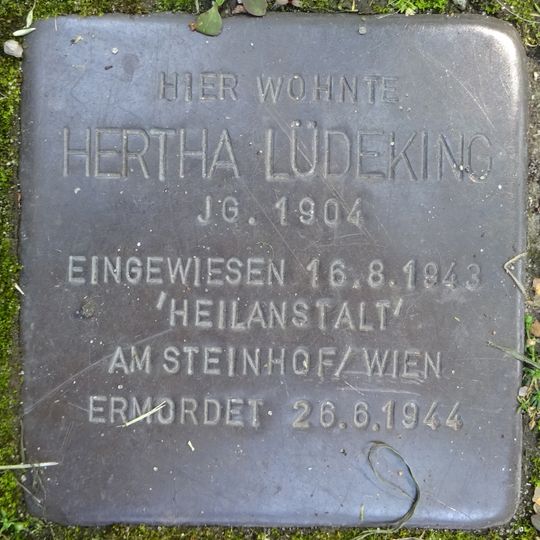 HIER WOHNTE
HERTHA LÜDEKING
JG. 1904
EINGEWIESEN 16.8.1943
'HEILANSTALT'
AM STEINHOF/WIEN
ERMORDET 26.6.1944